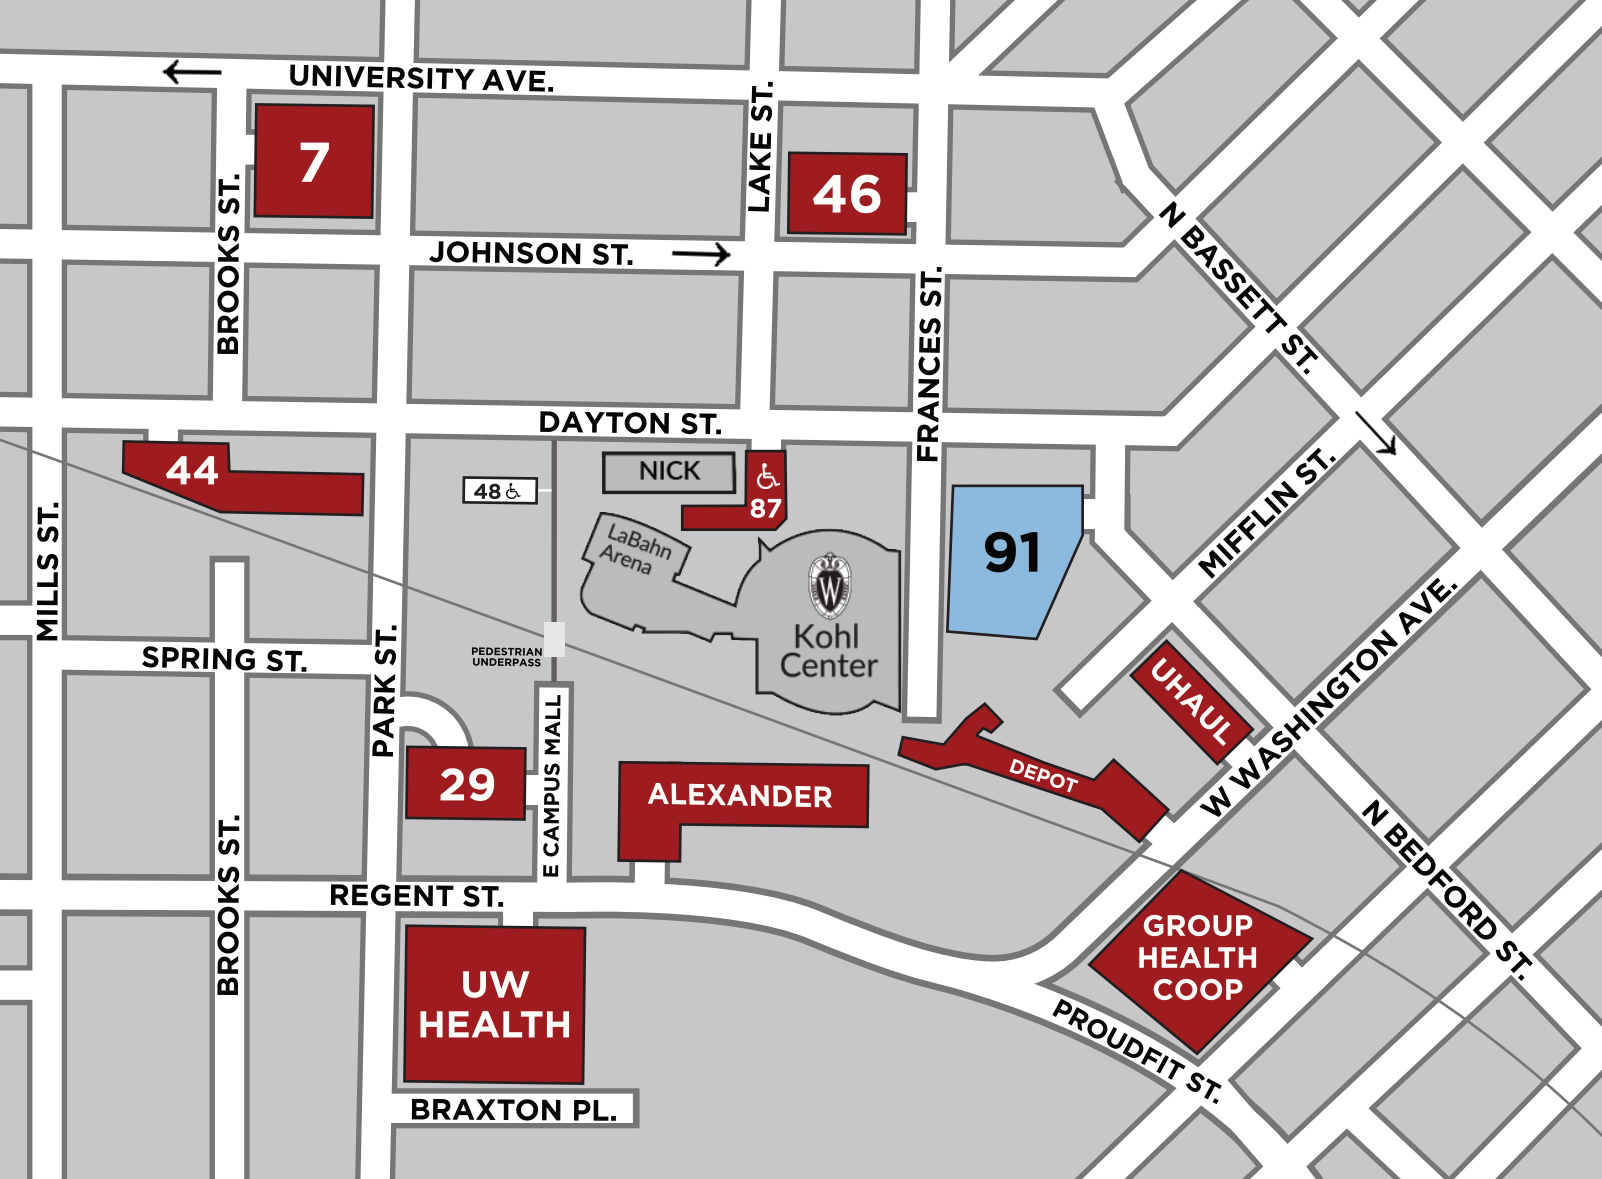 UNIVERSITY AVE.
7
LAKE ST.
46
BROOKS ST.
N BASSETT ST.
JOHNSON ST.
FRANCES ST.
DAYTON ST.
44
NICK
48
87
LaBahn
Arena
W
Kohl
Center
91
MIFFLIN ST.
MILLS ST.
SPRING ST.
PARK ST.
PEDESTRIAN
UNDERPASS
UHAUL
W WASHINGTON AVE.
29
E CAMPUS MALL
ALEXANDER
DEPOT
N BEDFORD ST.
BROOKS ST.
REGENT ST.
GROUP
HEALTH
COOP
UW
HEALTH
PROUDFIT ST.
BRAXTON PL.